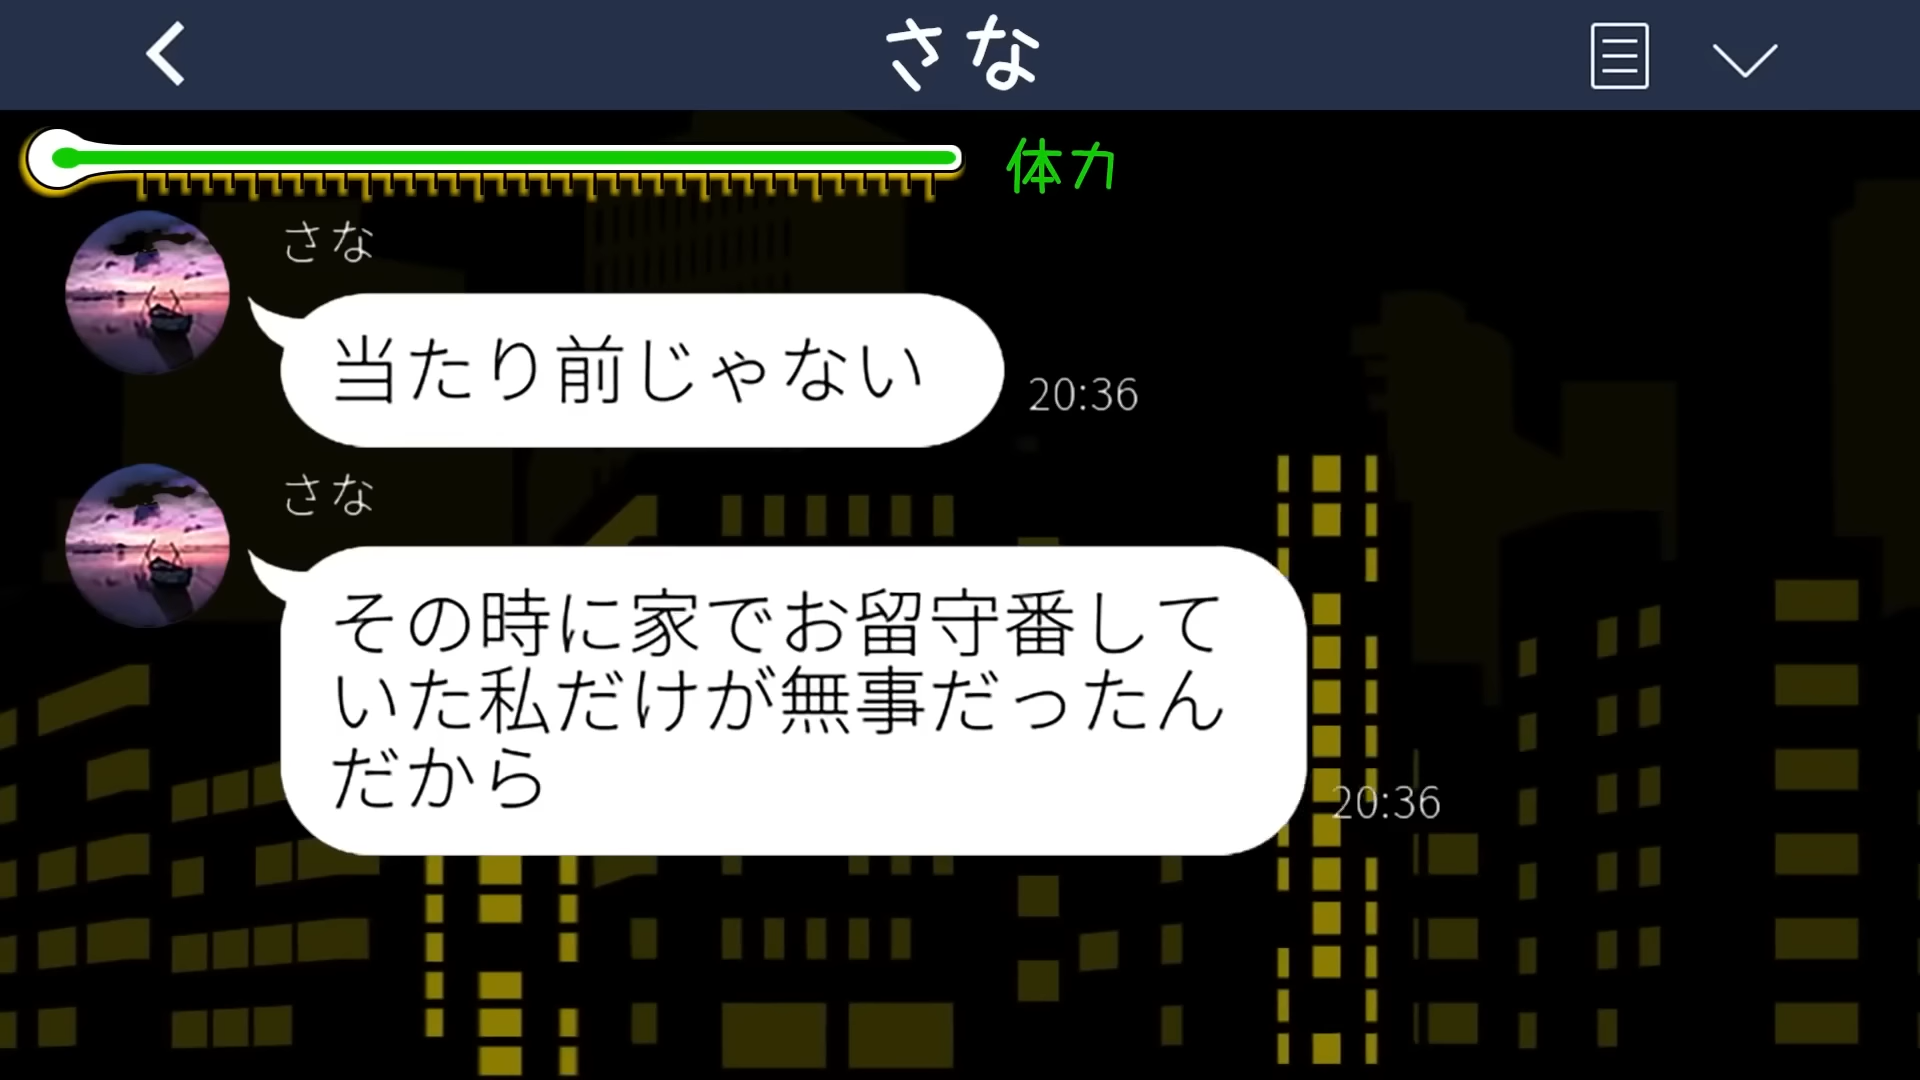 さな
体力
さな
当たり前じゃない
20:36
さな
その時に家でお留守番して
いた私だけが無事だったん
だから
20:36